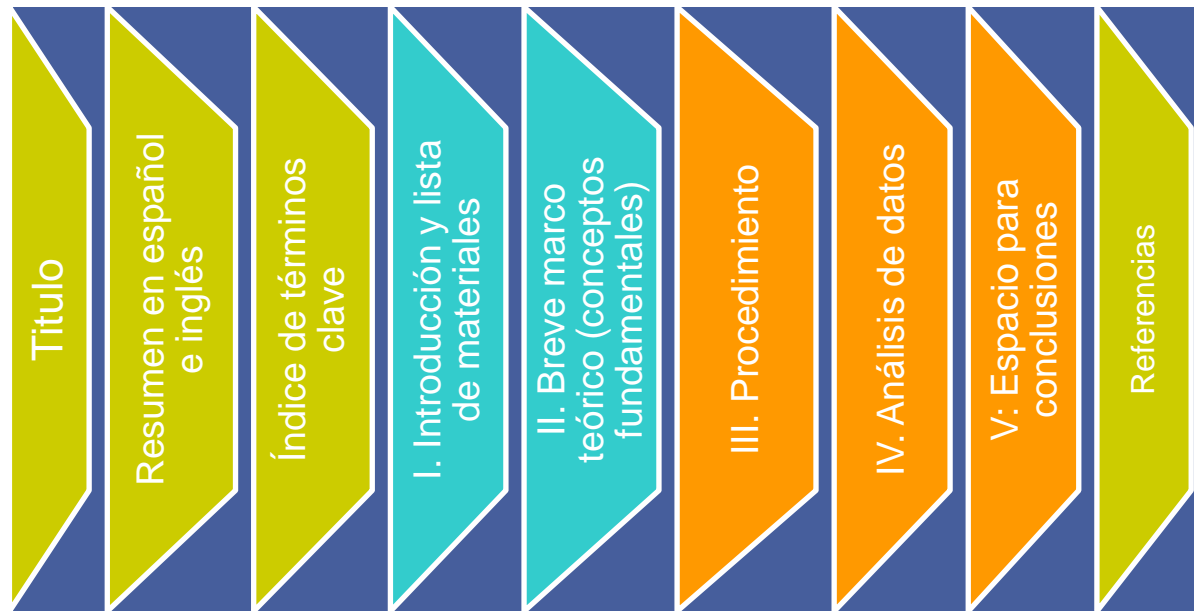 Titulo
Resumen en español
e inglés
Índice de términos
clave
I. Introducción y lista
de materiales
II. Breve marco
teórico (conceptos
fundamentales)
III. Procedimiento
IV. Análisis de datos
V: Espacio para
conclusiones
Referencias